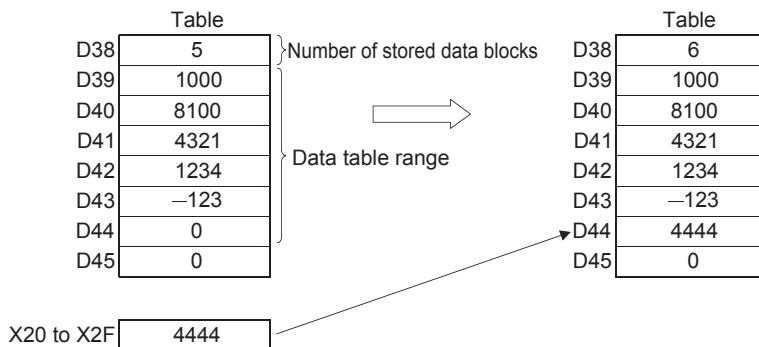 Table Table
D38 5 Number of stored data blocks D38 6
D39 1000 D39 1000
D40 8100 D40 8100
D41 4321 D41 4321
D42 1234 Data table range D42 1234
D43 —123 D43 —123
D44 0 D44 4444
D45 0 D45 0
X20 to X2F 4444